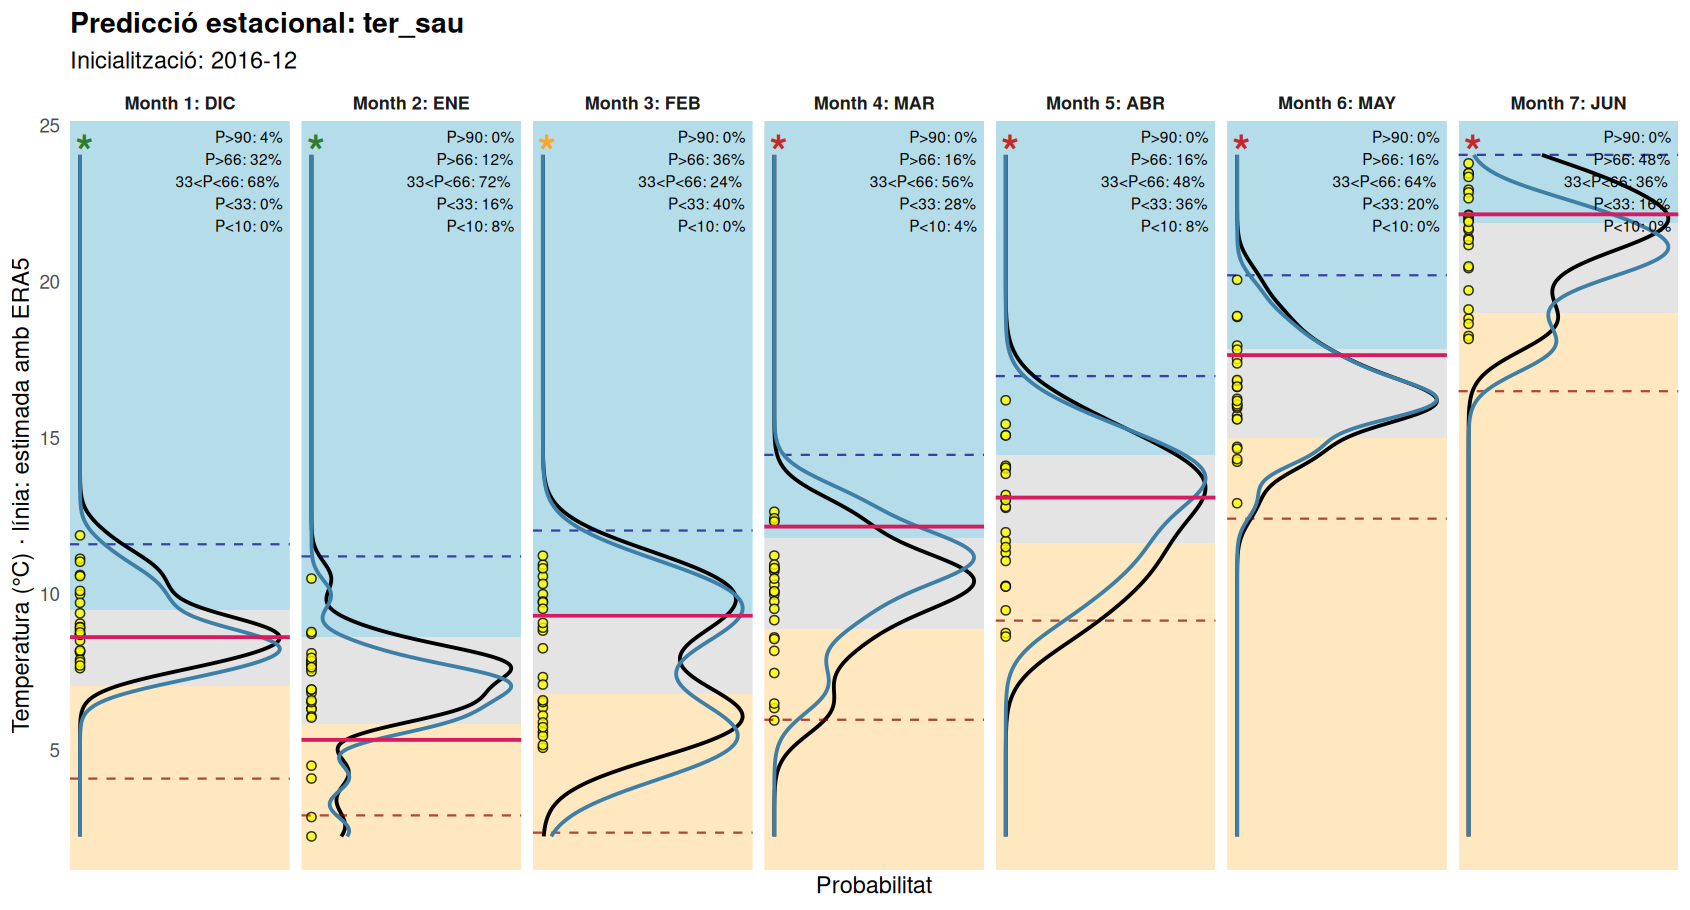 Predicció estacional: ter_sau
Inicialització: 2016-12
Month 1: DIC
Month 2: ENE
Month 3: FEB
Month 4: MAR
Month 5: ABR
Month 6: MAY
Month 7: JUN
P>90: 4%
P>66: 32%
33<P<66: 68%
P<33: 0%
P<10: 0%
P>90: 0%
P>66: 12%
33<P<66: 72%
P<33: 16%
P<10: 8%
P>90: 0%
P>66: 36%
33<P<66: 24%
P<33: 40%
P<10: 0%
P>90: 0%
P>66: 16%
33<P<66: 56%
P<33: 28%
P<10: 4%
P>90: 0%
P>66: 16%
33<P<66: 48%
P<33: 36%
P<10: 8%
P>90: 0%
P>66: 16%
33<P<66: 64%
P<33: 20%
P<10: 0%
P>90: 0%
P>66: 48%
33<P<66: 36%
P<33: 16%
P<10: 0%
25
20
15
10
5
Temperatura (°C) · línia: estimada amb ERA5
Probabilitat